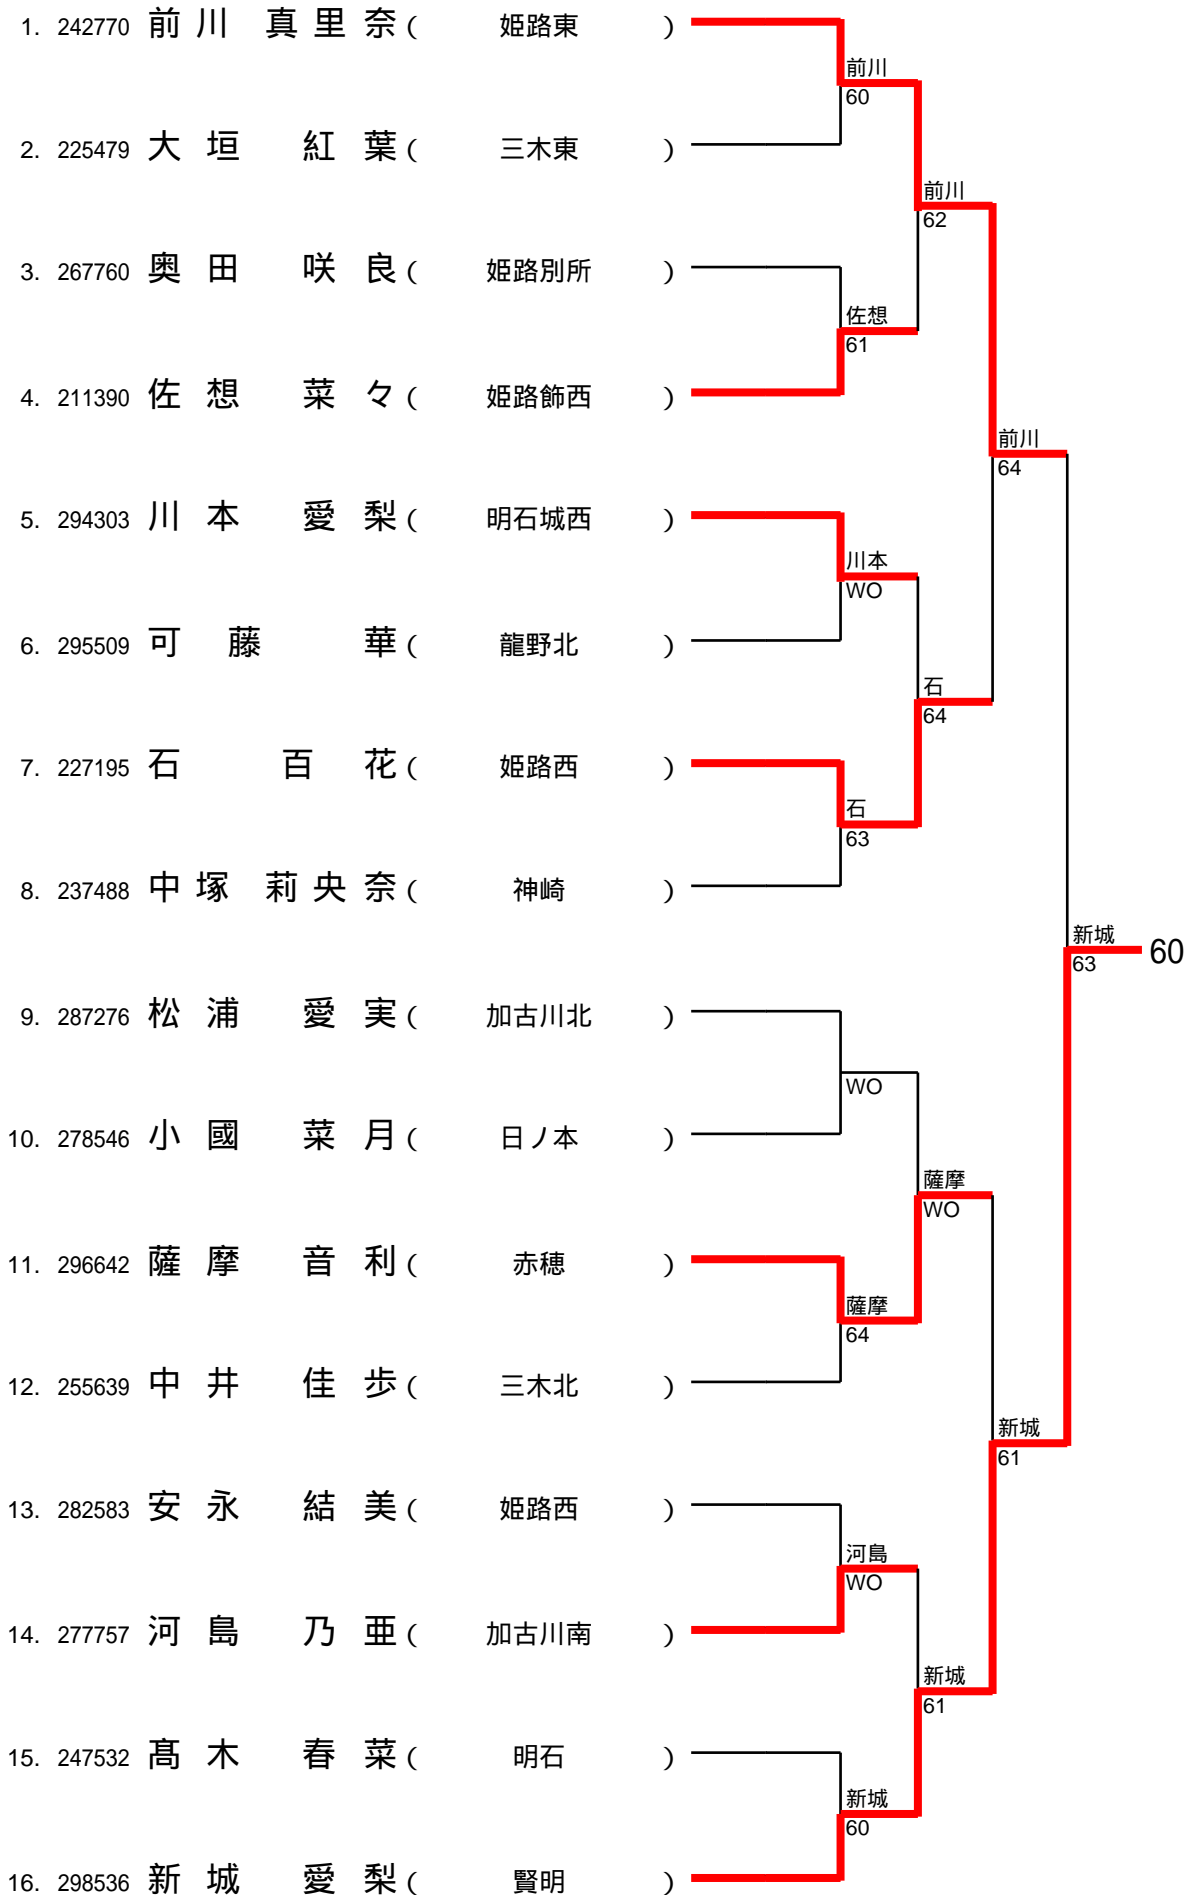 1. 242770 前川 真里奈 ( 姫路東 )
前川
60
2. 225479 大垣 紅葉 ( 三木東 )
前川
62
3. 267760 奥田 咲良 ( 姫路別所 )
佐想
61
4. 211390 佐想 菜々 ( 姫路飾西 )
前川
64
5. 294303 川本 愛梨 ( 明石城西 )
川本
WO
6. 295509 可藤 華 ( 龍野北 )
石
64
7. 227195 石 百花 ( 姫路西 )
石
63
8. 237488 中塚 莉央奈 ( 神崎 )
新城
63
60
9. 287276 松浦 愛実 ( 加古川北 )
WO
10. 278546 小國 菜月 ( 日ノ本 )
薩摩
WO
11. 296642 薩摩 音利 ( 赤穂 )
薩摩
64
12. 255639 中井 佳歩 ( 三木北 )
新城
61
13. 282583 安永 結美 ( 姫路西 )
河島
WO
14. 277757 河島 乃亜 ( 加古川南 )
新城
61
15. 247532 髙木 春菜 ( 明石 )
新城
60
16. 298536 新城 愛梨 ( 賢明 )